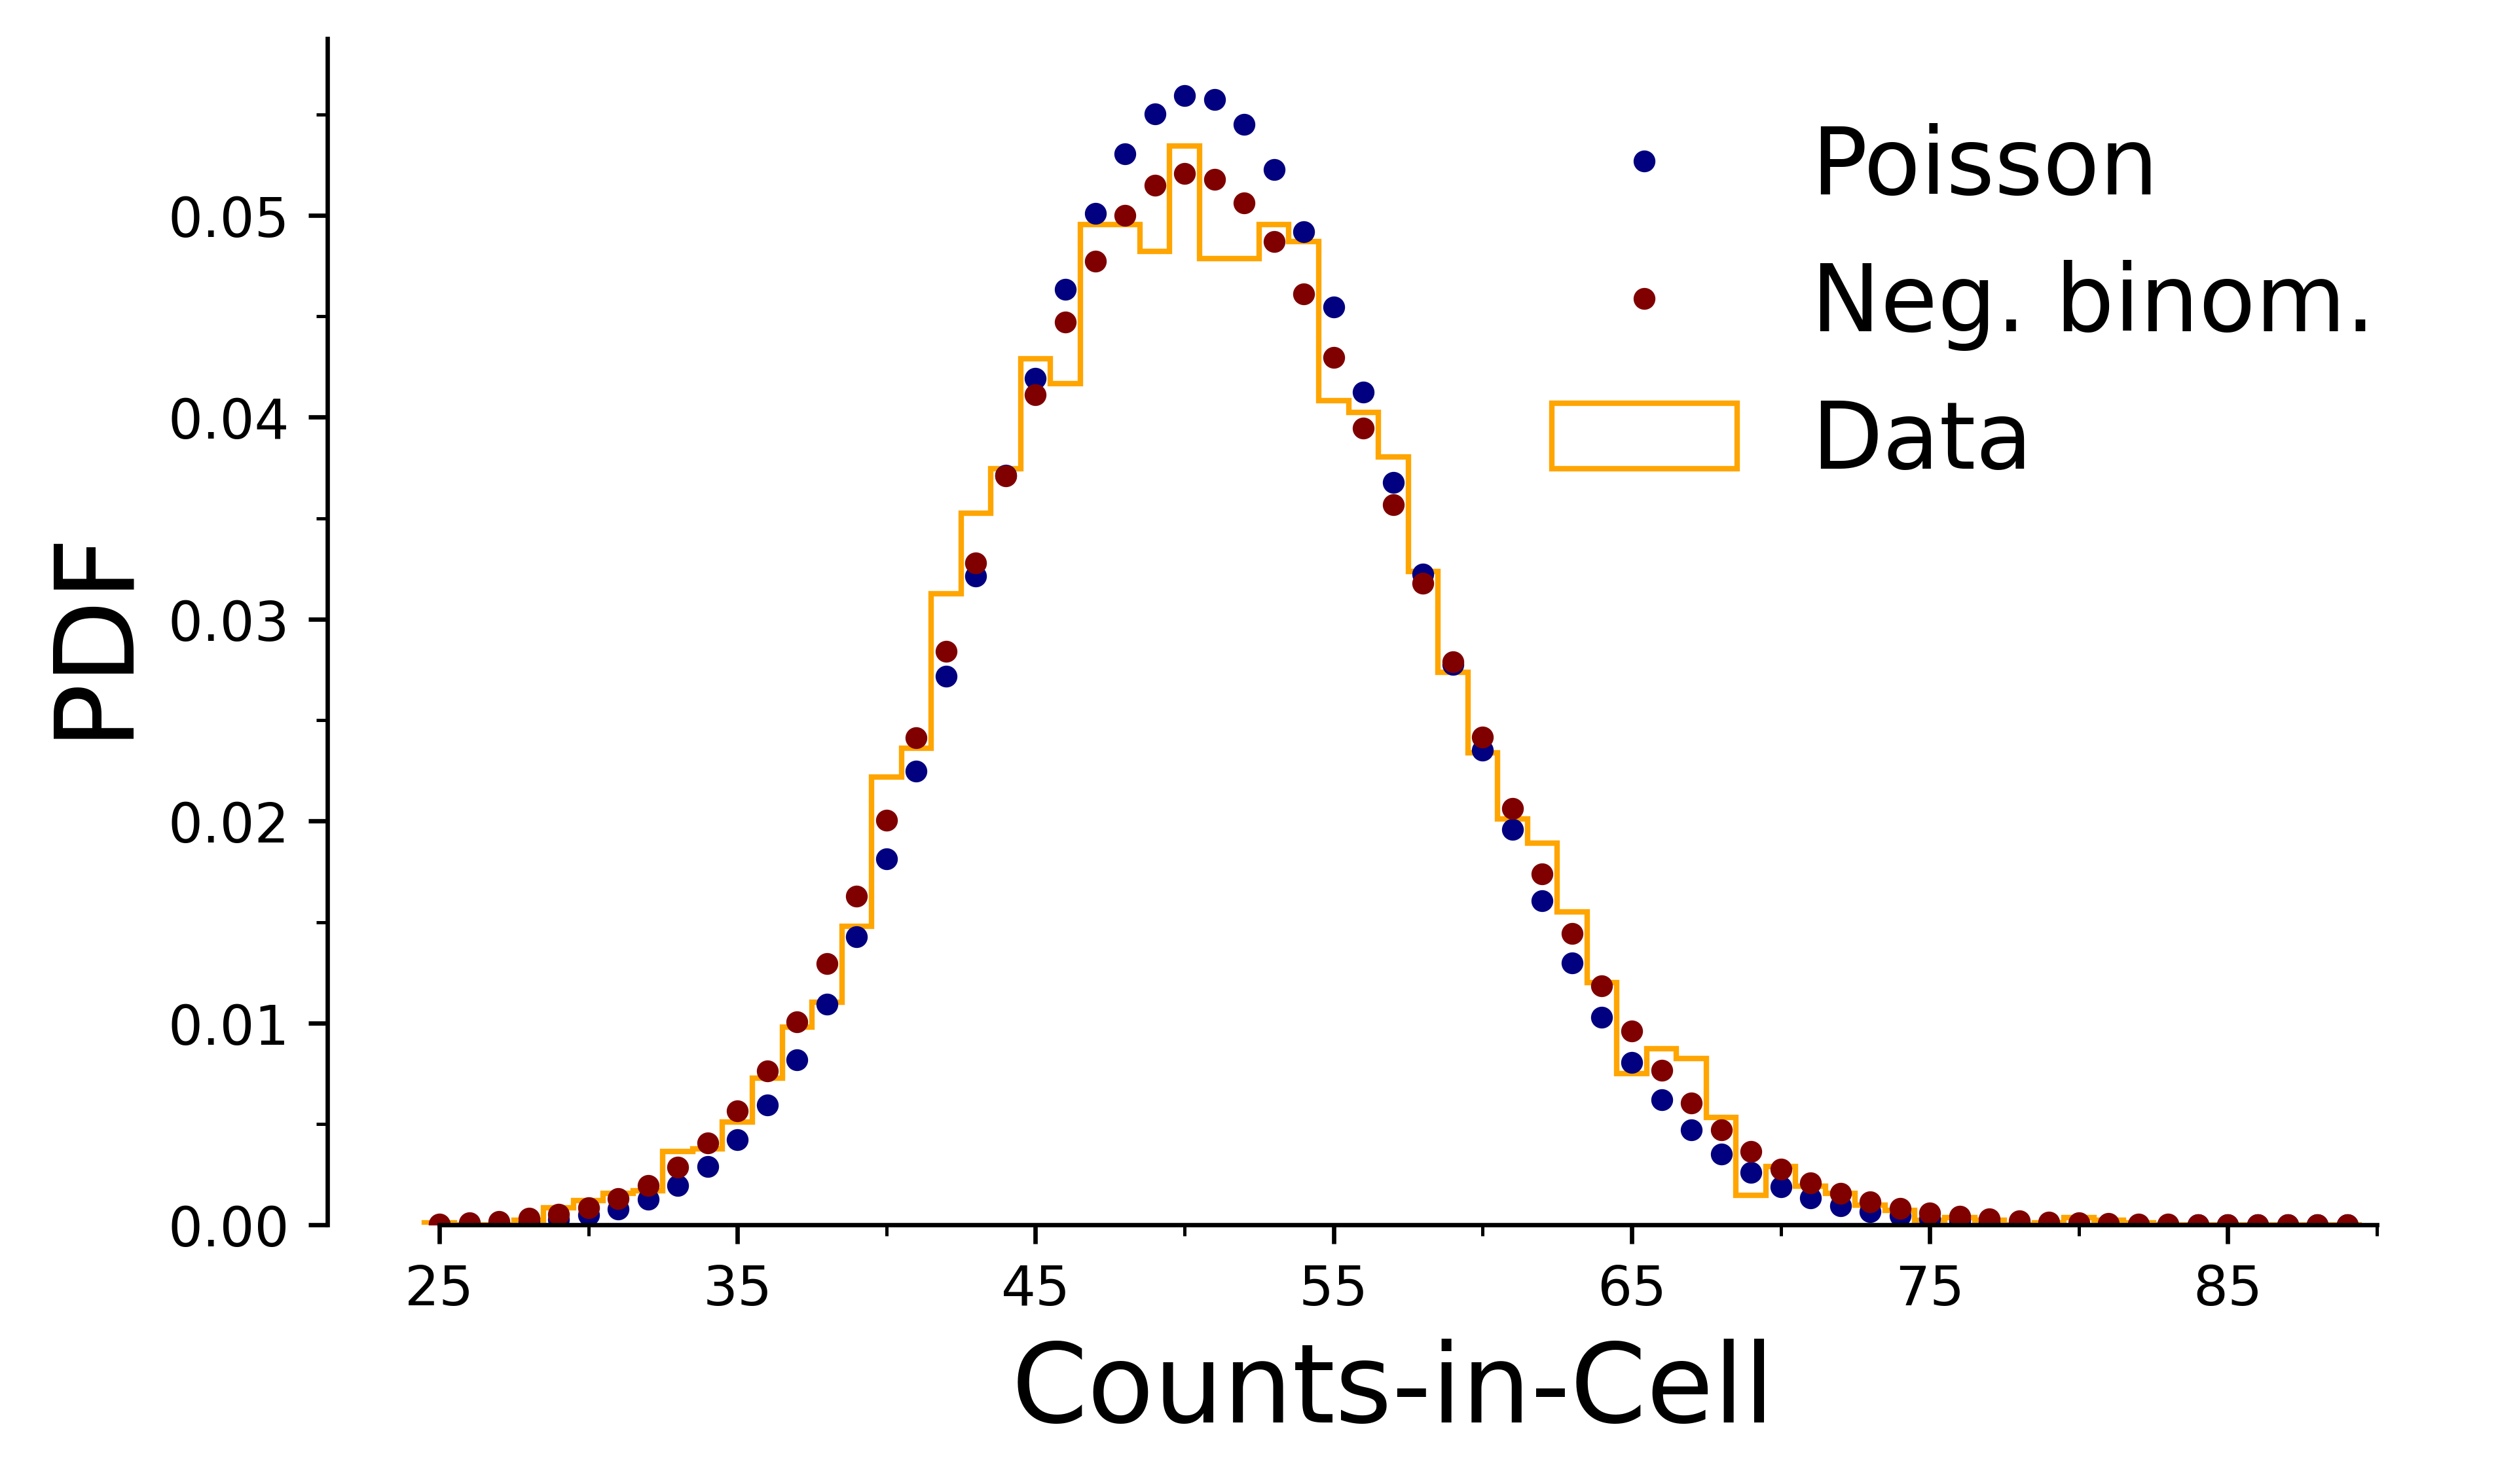 Poisson
Neg. binom.
Data
PDF
0.05
0.04
0.03
0.02
0.01
0.00
25 35 45 55 65 75 85
Counts-in-Cell